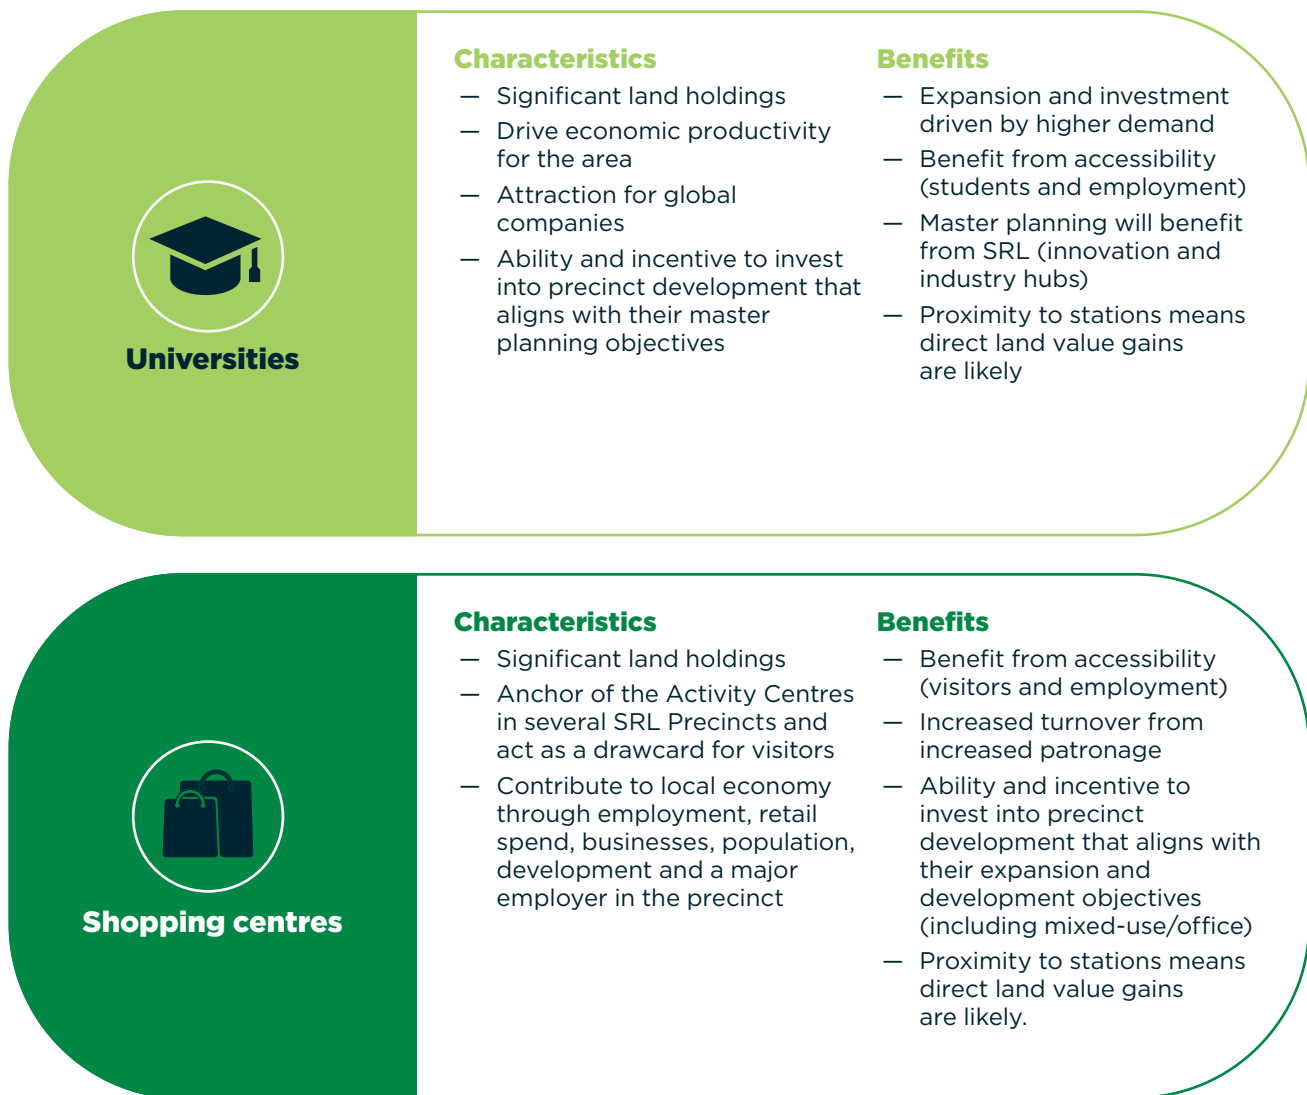 Universities
Characteristics
— Significant land holdings
— Drive economic productivity
for the area
— Attraction for global
companies
— Ability and incentive to invest
into precinct development that
aligns with their master
planning objectives
Benefits
— Expansion and investment
driven by higher demand
— Benefit from accessibility
(students and employment)
— Master planning will benefit
from SRL (innovation and
industry hubs)
— Proximity to stations means
direct land value gains
are likely
Shopping centres
Characteristics
— Significant land holdings
— Anchor of the Activity Centres
in several SRL Precincts and
act as a drawcard for visitors
— Contribute to local economy
through employment, retail
spend, businesses, population,
development and a major
employer in the precinct
Benefits
— Benefit from accessibility
(visitors and employment)
— Increased turnover from
increased patronage
— Ability and incentive to
invest into precinct
development that aligns with
their expansion and
development objectives
(including mixed-use/office)
— Proximity to stations means
direct land value gains
are likely.